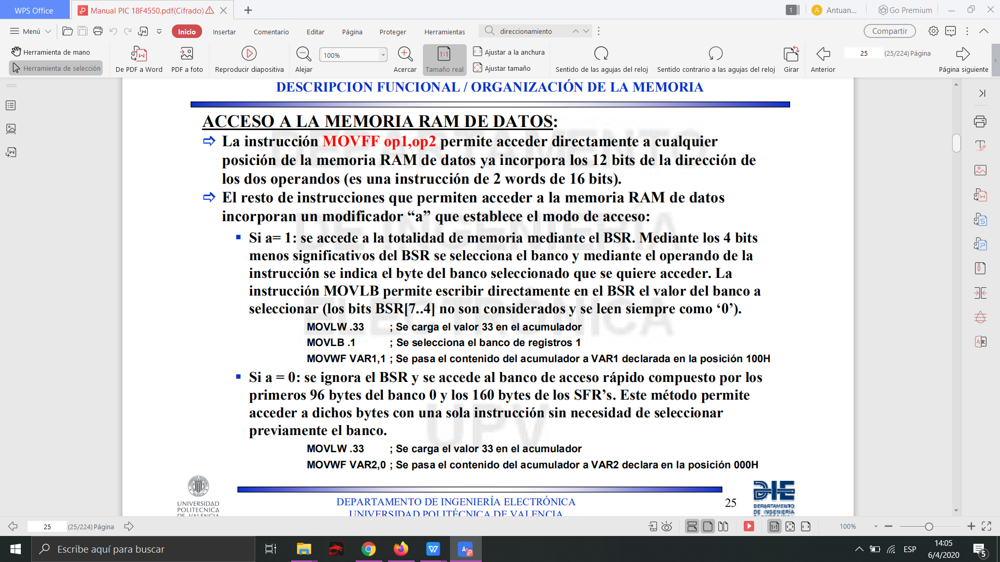 WPS Office
Manual PIC 18F4550.pdf(Cifrado)
1
A
Antuan...
Go Premium
Menú
Inicio
Insertar
Comentario
Editar
Página
Proteger
Herramientas
direccionamiento
Compartir
Herramienta de mano
Herramienta de selección
De PDF a Word
PDF a foto
Reproducir diapositiva
Alejar
100%
Acercar
1:1
Tamaño real
Ajustar a la anchura
Ajustar tamaño
Sentido de las agujas del reloj
Sentido contrario a las agujas del reloj
Girar
Anterior
25
(25/224) Página
Página siguiente
DESCRIPCION FUNCIONAL / ORGANIZACIÓN DE LA MEMORIA
ACCESO A LA MEMORIA RAM DE DATOS:
La instrucción MOVFF op1,op2 permite acceder directamente a cualquier
posición de la memoria RAM de datos ya incorpora los 12 bits de la dirección de
los dos operandos (es una instrucción de 2 words de 16 bits).
El resto de instrucciones que permiten acceder a la memoria RAM de datos
incorporan un modificador “a” que establece el modo de acceso:
Si a= 1: se accede a la totalidad de memoria mediante el BSR. Mediante los 4 bits
menos significativos del BSR se selecciona el banco y mediante el operando de la
instrucción se indica el byte del banco seleccionado que se quiere acceder. La
instrucción MOVLB permite escribir directamente en el BSR el valor del banco a
seleccionar (los bits BSR[7..4] no son considerados y se leen siempre como ‘0’).
MOVLW .33 ; Se carga el valor 33 en el acumulador
MOVLB .1 ; Se selecciona el banco de registros 1
MOVWF VAR1,1 ; Se pasa el contenido del acumulador a VAR1 declarada en la posición 100H
Si a = 0: se ignora el BSR y se accede al banco de acceso rápido compuesto por los
primeros 96 bytes del banco 0 y los 160 bytes de los SFR’s. Este método permite
acceder a dichos bytes con una sola instrucción sin necesidad de seleccionar
previamente el banco.
MOVLW .33 ; Se carga el valor 33 en el acumulador
MOVWF VAR2,0 ; Se pasa el contenido del acumulador a VAR2 declara en la posición 000H
DEPARTAMENTO
DE INGENIERÍA
ELECTRÓNICA
UPV
UNIVERSIDAD
POLITECNICA
DE VALENCIA
DEPARTAMENTO DE INGENIERÍA ELECTRÓNICA
UNIVERSIDAD POLITÉCNICA DE VALENCIA
25
DIE
DEPARTAMENTO
DE INGENIERÍA
25
(25/224) Página
1:1
100%
Escribe aquí para buscar
ESP
14:05
6/4/2020
5